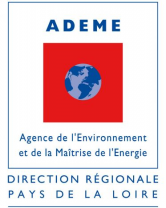 ADEME
Agence de l'Environnement
et de la Maîtrise de l'Energie
DIRECTION RÉGIONALE
PAYS DE LA LOIRE